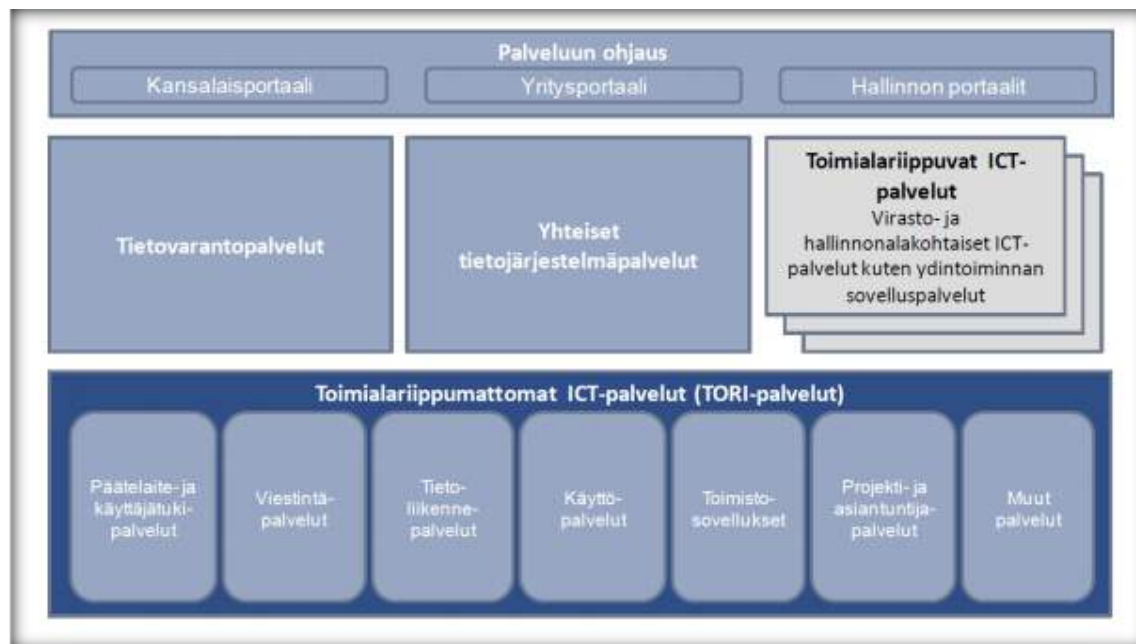 Palveluun ohjaus
Kansalaisportaali
Yritysportaali
Hallinnon portaalit
Tietovarantopalvelut
Yhteiset
tietojärjestelmäpalvelut
Toimialariippuvat ICT-
palvelut
Virasto- ja
hallinnonalakohtaiset ICT-
palvelut kuten ydintoiminnan
sovelluspalvelut
Toimialariippumattomat ICT-palvelut (TORI-palvelut)
Päätelaite- ja
käyttäjätuki-
palvelut
Viestintä-
palvelut
Tieto-
liikenne-
palvelut
Käyttö-
palvelut
Toimisto-
sovellukset
Projekti- ja
asiantuntija-
palvelut
Muut
palvelut